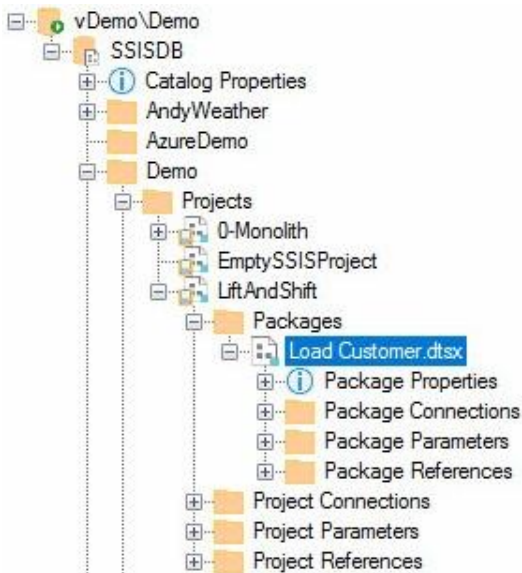 vDemo\Demo
SSISDB
Catalog Properties
AndyWeather
AzureDemo
Demo
Projects
0-Monolith
EmptySSISProject
LiftAndShift
Packages
Load Customer.dtsx
Package Properties
Package Connections
Package Parameters
Package References
Project Connections
Project Parameters
Project References